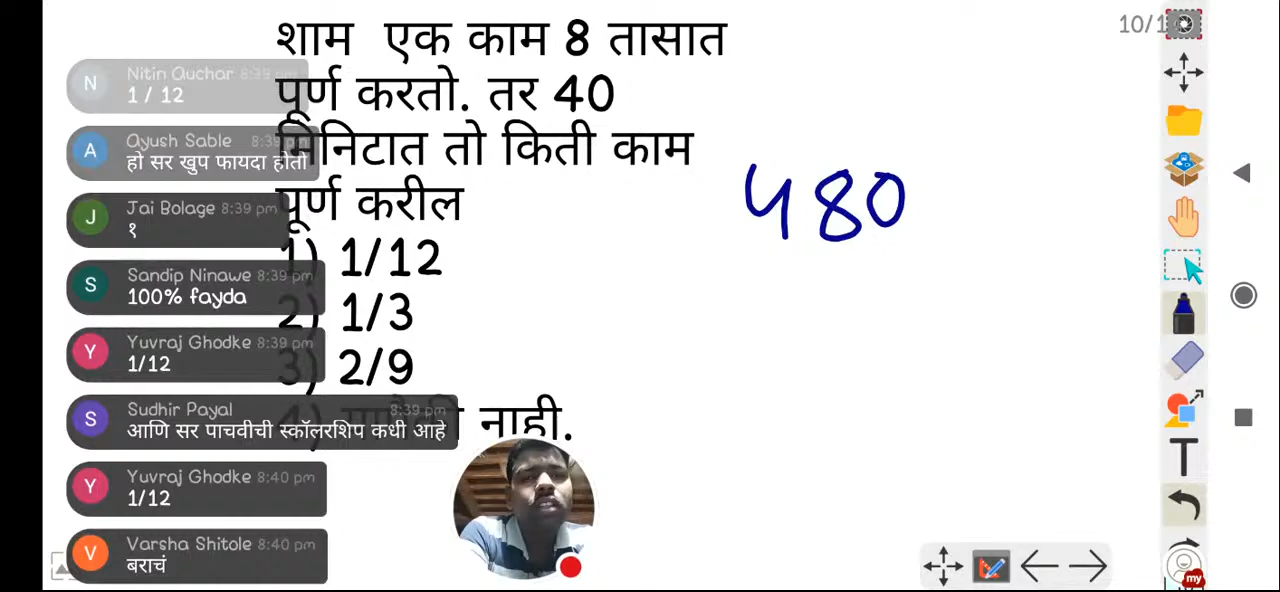 शाम एक काम 8 तासात
पूर्ण करतो. तर 40
मिनिटात तो किती काम
पूर्ण करील
1) 1/12
2) 1/3
3) 2/9
4) नाही.
480
10/1
N
Nitin Auchar 8:39 pm
1 / 12
A
Ayush Sable 8:39 pm
हो सर खुप फायदा होतो
J
Jai Bolage 8:39 pm
१
S
Sandip Ninawe 8:39 pm
100% fayda
Y
Yuvraj Ghodke 8:39 pm
1/12
S
Sudhir Payal 8:39 pm
आणि सर पाचवीची स्कॉलरशिप कधी आहे
Y
Yuvraj Ghodke 8:40 pm
1/12
V
Varsha Shitole 8:40 pm
बराचं
T
my